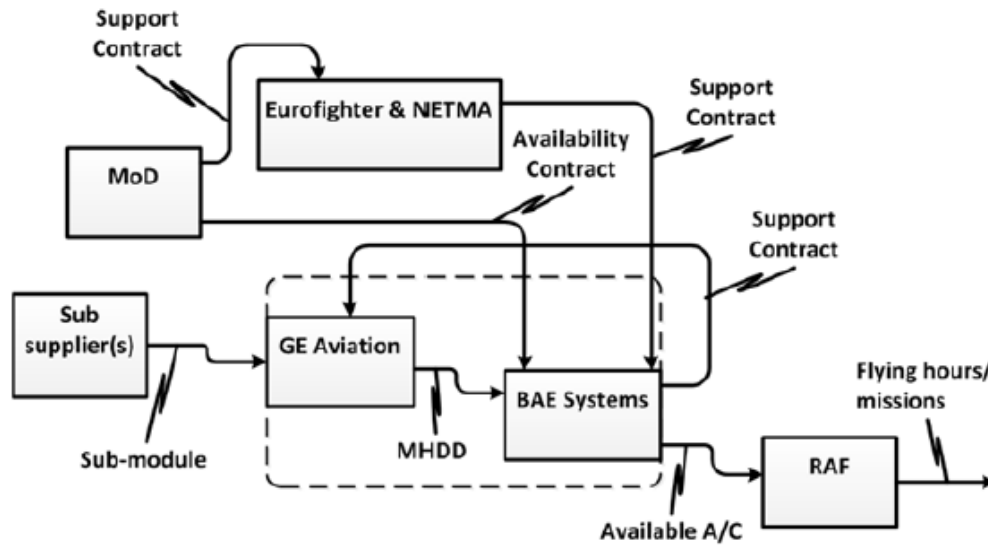 Support
Contract
Eurofighter & NETMA
Support
Contract
Availability
Contract
MoD
Support
Contract
Sub
supplier(s)
GE Aviation
BAE Systems
Flying hours/
missions
Sub-module
MHDD
RAF
Available A/C